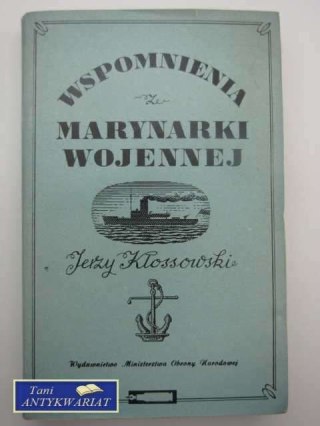 WSPOMNIENIA
ze
MARYNARKI
WOJENNEJ
Jerzy Kłossowski
Wydawnictwo Ministerstwa Obrony Narodowej
Tani
ANTYKWARIAT